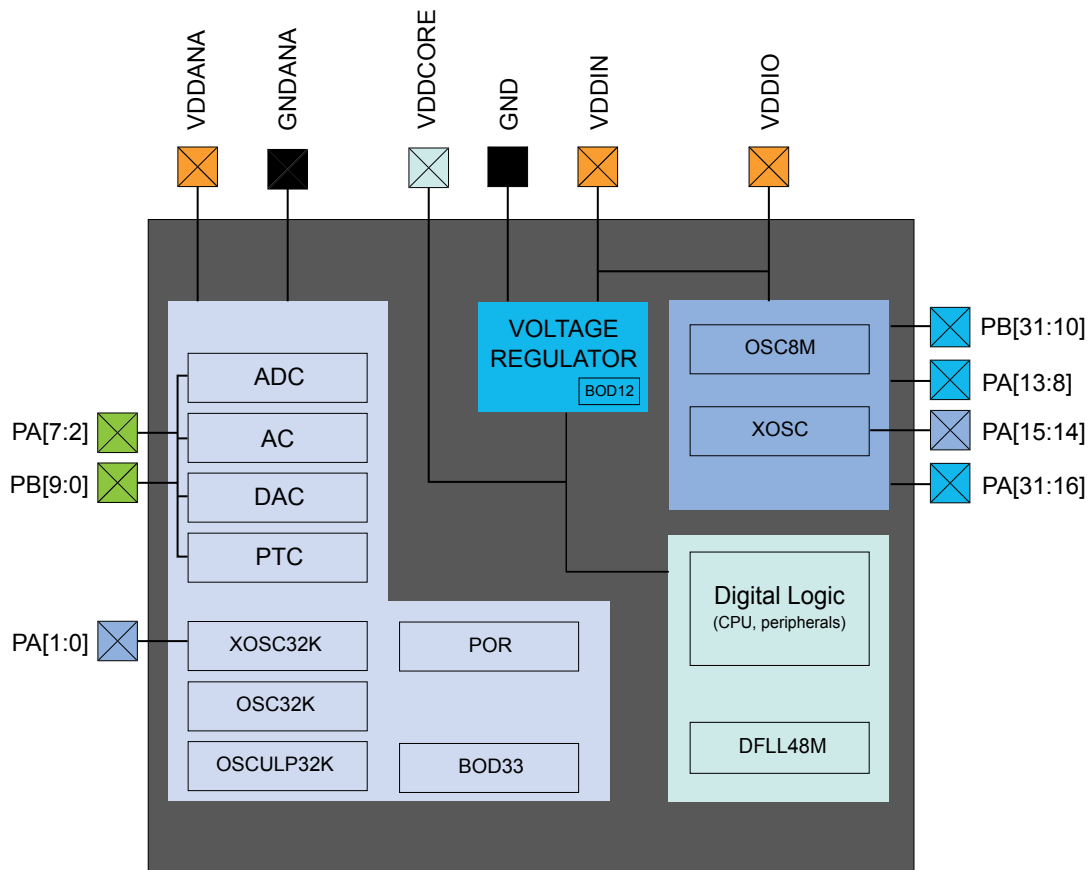 VDDANA
GNDANA
VDDCORE
GND
VDDIN
VDDIO
VOLTAGE
REGULATOR
BOD12
OSC8M
XOSC
PB[31:10]
PA[13:8]
PA[15:14]
PA[31:16]
ADC
AC
DAC
PTC
PA[7:2]
PB[9:0]
PA[1:0]
XOSC32K
OSC32K
OSCULP32K
POR
BOD33
Digital Logic
(CPU, peripherals)
DFLL48M